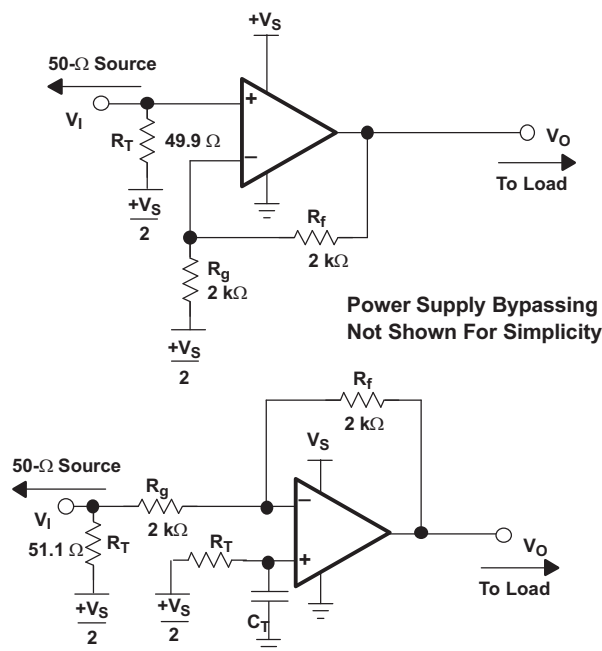 +VS
50-Ω Source
+
VI
RT
49.9 Ω
−
VO
To Load
+VS
2
Rf
2 kΩ
Rg
2 kΩ
+VS
2
Power Supply Bypassing
Not Shown For Simplicity
Rf
2 kΩ
50-Ω Source
VS
Rg
−
VI
2 kΩ
51.1 Ω
RT
RT
+
VO
To Load
+VS
2
+VS
2
CT